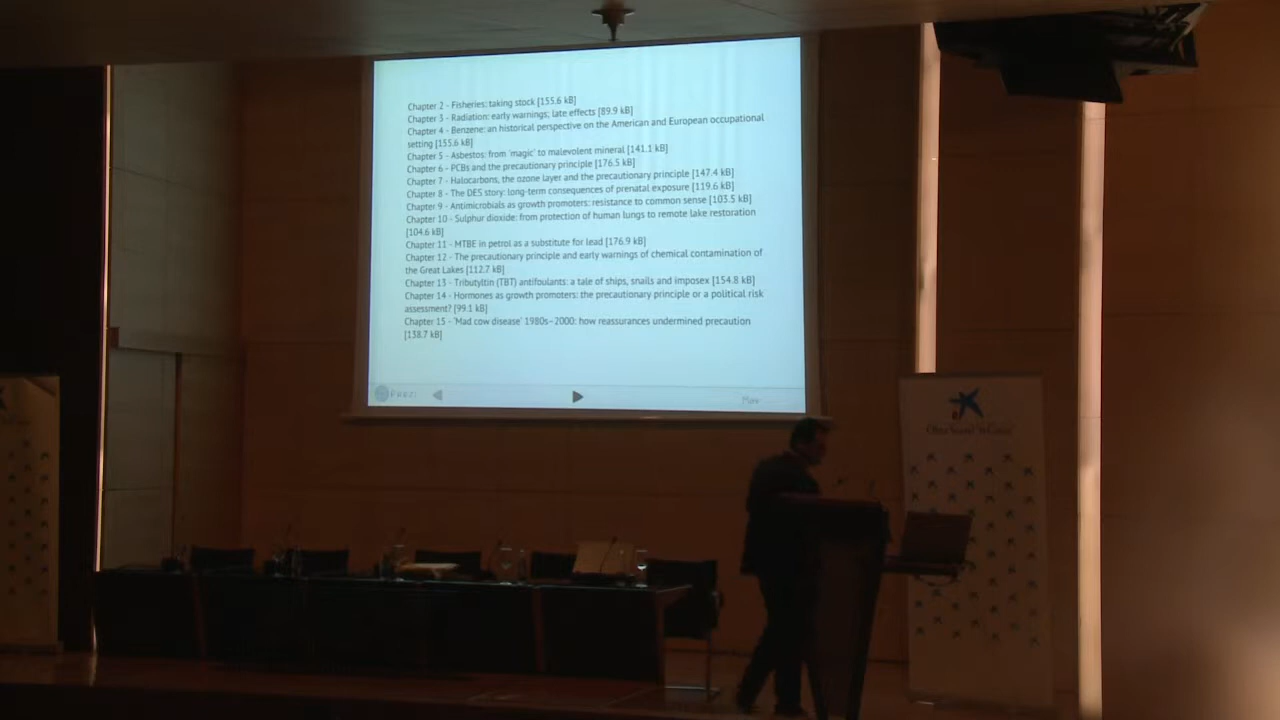 Chapter 2 - Fisheries: taking stock [155.6 kB]
Chapter 3 - Radiation: early warnings; late effects [89.9 kB]
Chapter 4 - Benzene: an historical perspective on the American and European occupational
setting [155.6 kB]
Chapter 5 - Asbestos: from 'magic' to malevolent mineral [141.1 kB]
Chapter 6 - PCBs and the precautionary principle [176.5 kB]
Chapter 7 - Halocarbons, the ozone layer and the precautionary principle [147.4 kB]
Chapter 8 - The DES story: long-term consequences of prenatal exposure [119.6 kB]
Chapter 9 - Antimicrobials as growth promoters: resistance to common sense [103.5 kB]
Chapter 10 - Sulphur dioxide: from protection of human lungs to remote lake restoration
[104.6 kB]
Chapter 11 - MTBE in petrol as a substitute for lead [176.9 kB]
Chapter 12 - The precautionary principle and early warnings of chemical contamination of
the Great Lakes [112.7 kB]
Chapter 13 - Tributyltin (TBT) antifoulants: a tale of ships, snails and imposex [154.8 kB]
Chapter 14 - Hormones as growth promoters: the precautionary principle or a political risk
assessment? [99.1 kB]
Chapter 15 - 'Mad cow disease' 1980s–2000: how reassurances undermined precaution
[138.7 kB]
Prezi